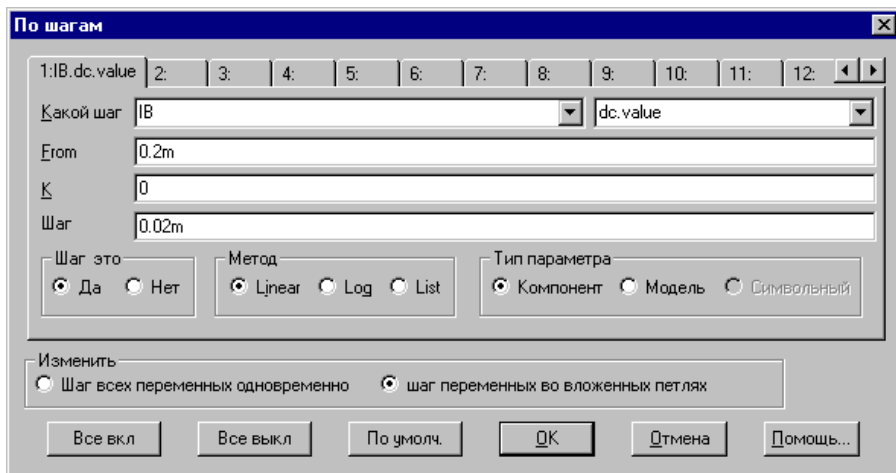 По шагам
1:IB.dc.value 2: 3: 4: 5: 6: 7: 8: 9: 10: 11: 12:
Какой шаг IB dc.value
From 0.2m
К 0
Шаг 0.02m
Шаг это Метод Тип параметра
Да Нет Linear Log List Компонент Модель Символьный
Изменить
Шаг всех переменных одновременно шаг переменных во вложенных петлях
Все вкл Все выкл По умолч. OK Отмена Помощь...